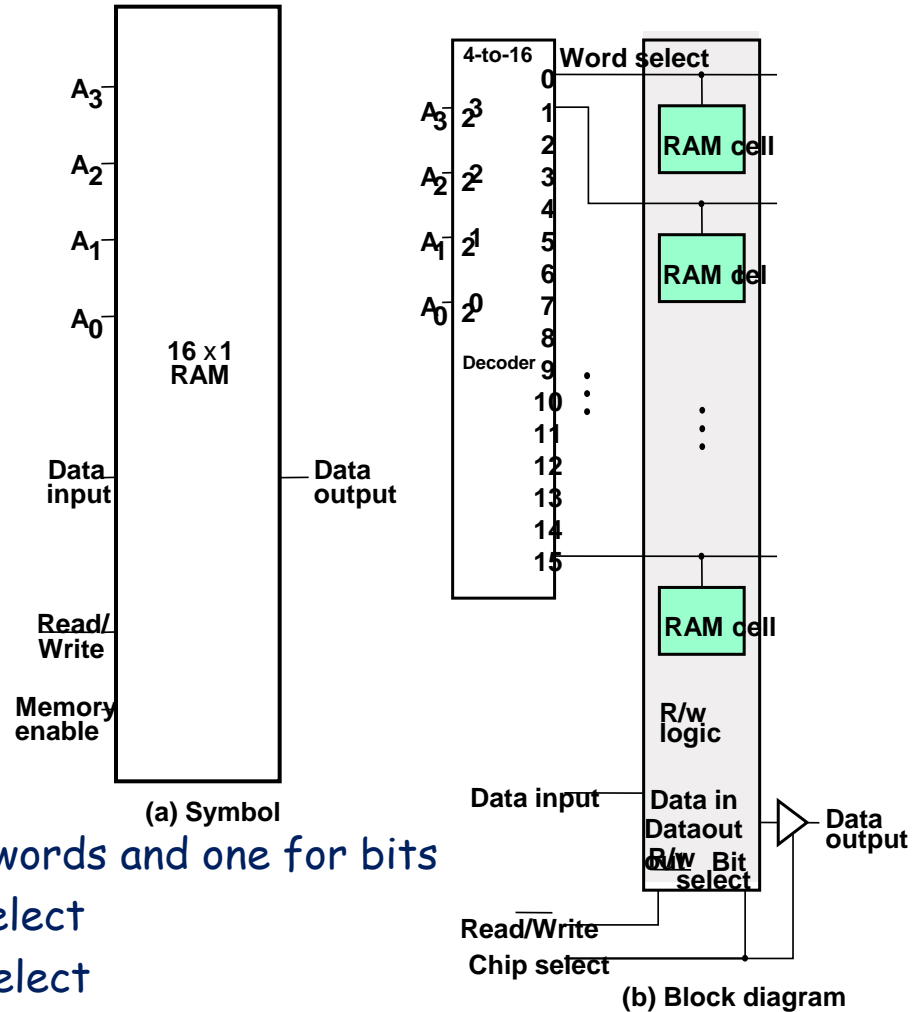 A3
A2
A1
A0
16 x 1
RAM
Data
input
Data
output
Read/
Write
Memory
enable
(a) Symbol
4-to-16
Word select
A3 2^3
A2 2^2
A1 2^1
A0 2^0
Decoder
0
1
2
3
4
5
6
7
8
9
10
11
12
13
14
15
RAM cell
RAM cel
RAM cell
R/w
logic
Data input
Data in
Dataout
out
R/w Bit
select
Data
output
Read/Write
Chip select
(b) Block diagram
words and one for bits
elect
elect